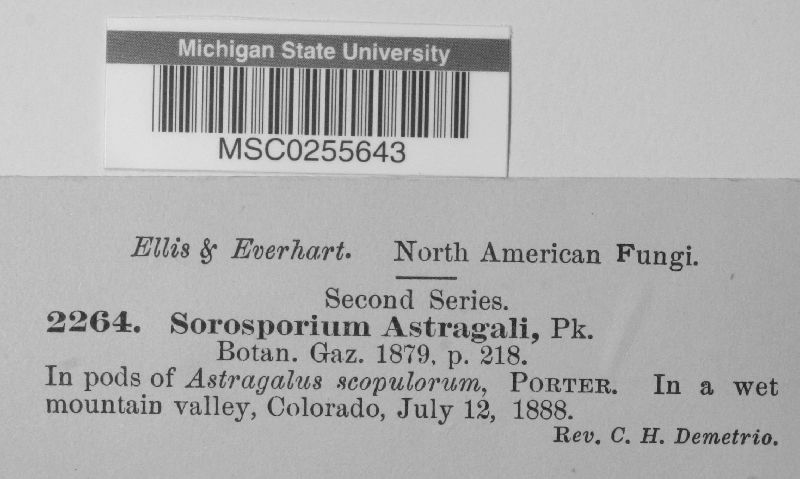 Michigan State University
MSC0255643
Ellis & Everhart. North American Fungi.
Second Series.
2264. Sorosporium Astragali, Pk.
Botan. Gaz. 1879, p. 218.
In pods of Astragalus scopulorum, PORTER. In a wet
mountain valley, Colorado, July 12, 1888.
Rev. C. H. Demetrio.